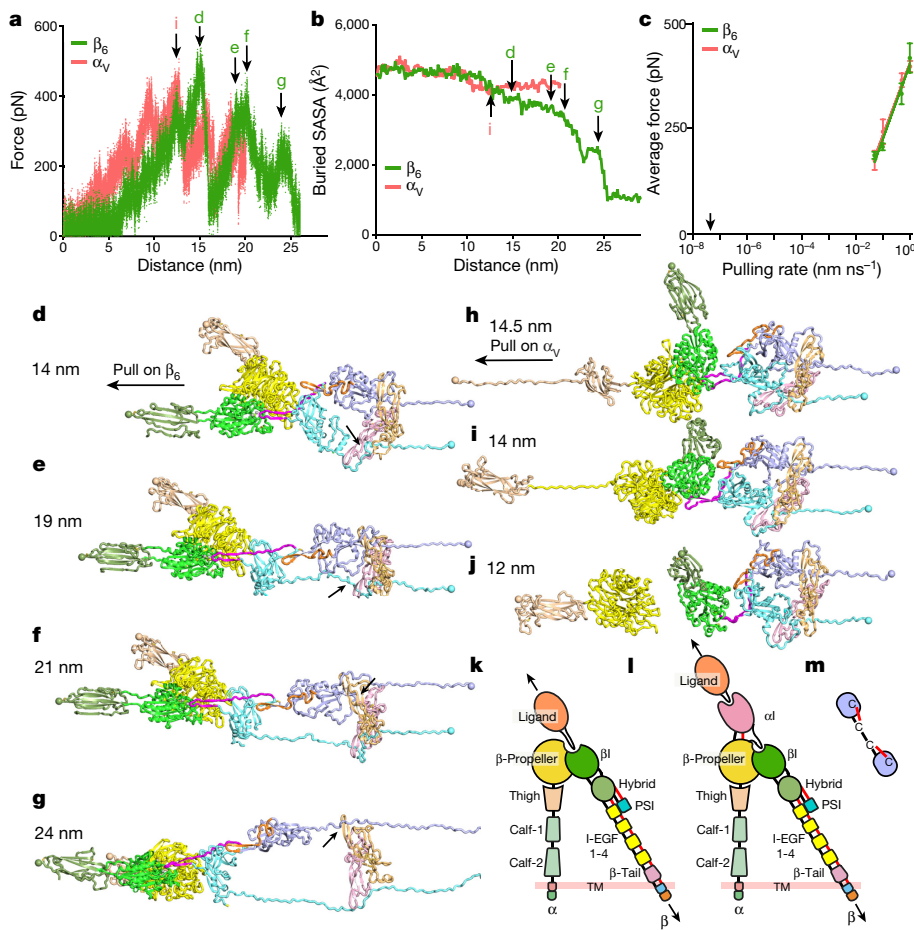 a
Force (pN)
600
400
200
0
0 5 10 15 20 25
Distance (nm)
β6
αV
i
d
e
f
g
b
Buried SASA (Å2)
6,000
4,000
2,000
0
0 5 10 15 20 25
Distance (nm)
β6
αV
i
d
e
f
g
c
Average force (pN)
500
250
0
10−8 10−6 10−4 10−2 100
Pulling rate (nm ns−1)
β6
αV
d
14 nm
Pull on β6
e
19 nm
f
21 nm
g
24 nm
h
14.5 nm
Pull on αV
i
14 nm
j
12 nm
k
Ligand
β-Propeller
βI
Hybrid
PSI
Thigh
Calf-1
Calf-2
I-EGF
1-4
β-Tail
TM
α
β
l
Ligand
αI
β-Propeller
βI
Hybrid
PSI
Thigh
Calf-1
Calf-2
I-EGF
1-4
β-Tail
TM
α
β
m
C
C
C
C